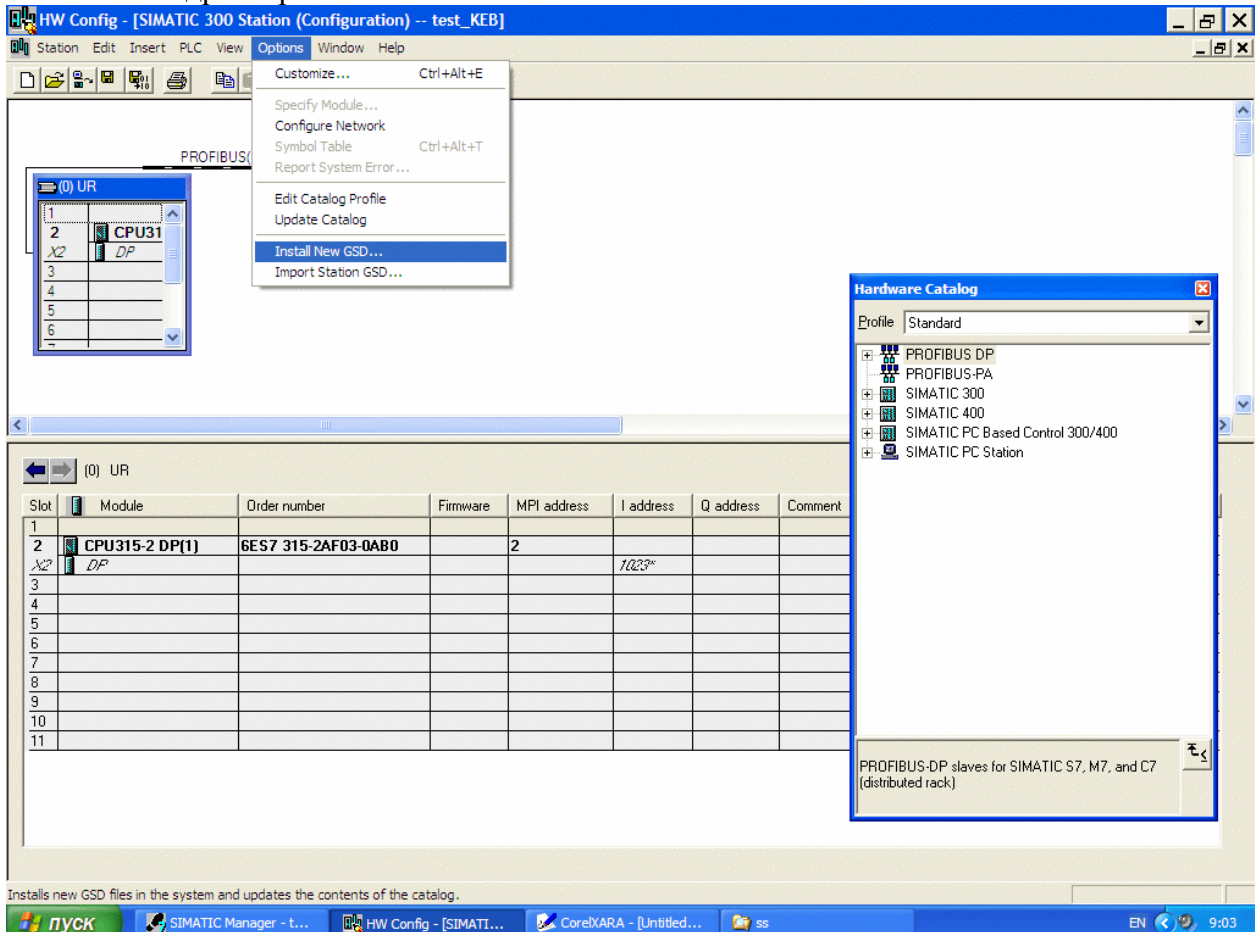 HW Config - [SIMATIC 300 Station (Configuration) -- test_KEB]
Station Edit Insert PLC View Options Window Help
Customize... Ctrl+Alt+E
Specify Module...
Configure Network
Symbol Table Ctrl+Alt+T
Report System Error...
Edit Catalog Profile
Update Catalog
Install New GSD...
Import Station GSD...
PROFIBUS(
(0) UR
1
2 CPU31
X2 DP
3
4
5
6
Hardware Catalog
Profile Standard
PROFIBUS DP
PROFIBUS-PA
SIMATIC 300
SIMATIC 400
SIMATIC PC Based Control 300/400
SIMATIC PC Station
PROFIBUS-DP slaves for SIMATIC S7, M7, and C7
(distributed rack)
(0) UR
Slot Module Order number Firmware MPI address I address Q address Comment
1
2 CPU315-2 DP(1) 6ES7 315-2AF03-0AB0 2
X2 DP 1023*
3
4
5
6
7
8
9
10
11
Installs new GSD files in the system and updates the contents of the catalog.
пуск SIMATIC Manager - t... HW Config - [SIMATI... CorelXARA - [Untitled... ss EN 9:03